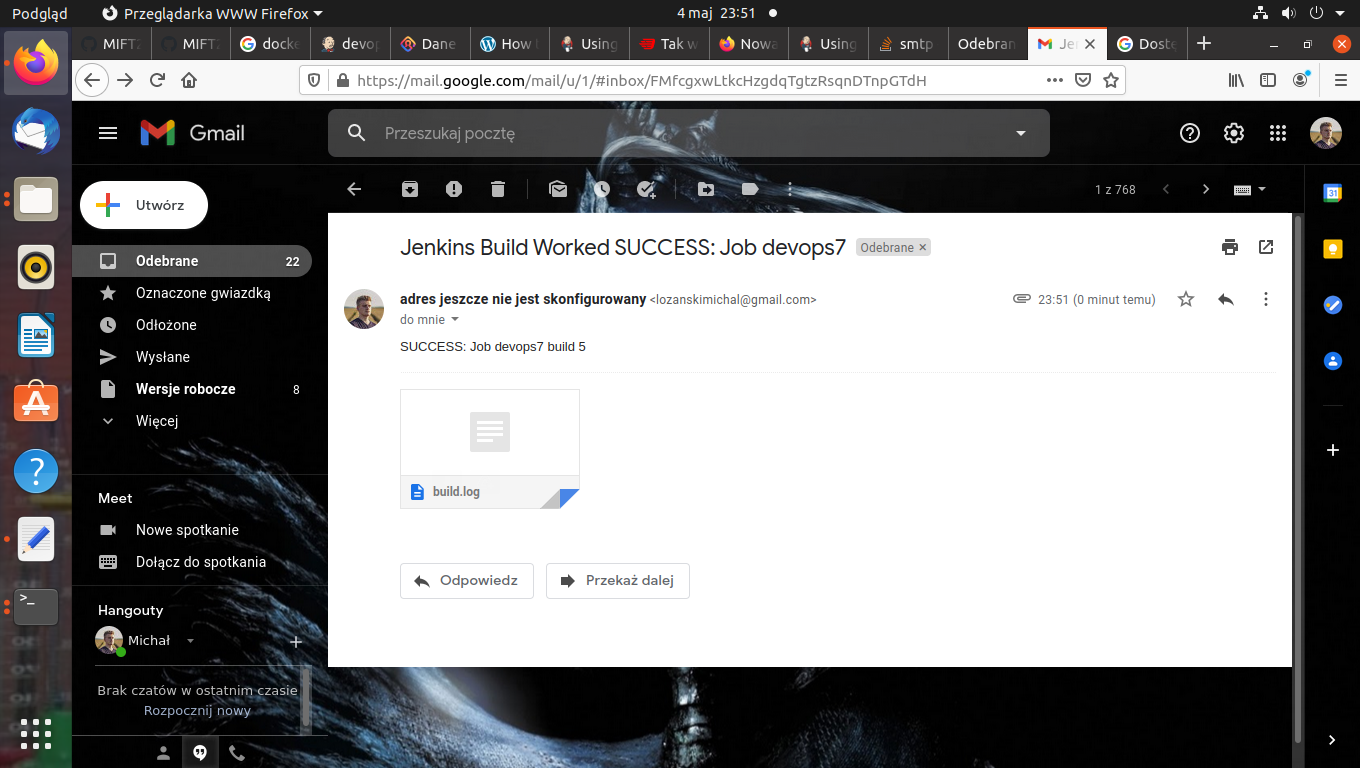 Podgląd
Przeglądarka WWW Firefox
4 maj 23:51
MIFT
MIFT
docke
devop
Dane
How
Using
Tak w
Nowa
Using
smtp
Odebran
Je
Doste
https://mail.google.com/mail/u/1/#inbox/FMfcgxwLtkcHzgdqTgtzRsqnDTnpGTdH
Gmail
Przeszukaj pocztę
Utwórz
1 z 768
31
Odebrane 22
Oznaczone gwiazdką
Odłożone
Wysłane
Wersje robocze 8
Więcej
Meet
Nowe spotkanie
Dołącz do spotkania
Hangouty
Michał
Brak czatów w ostatnim czasie
Rozpocznij nowy
Jenkins Build Worked SUCCESS: Job devops7 Odebrane
adres jeszcze nie jest skonfigurowany <lozanskimichal@gmail.com> 23:51 (0 minut temu)
do mnie
SUCCESS: Job devops7 build 5
build.log
Odpowiedz
Przekaż dalej